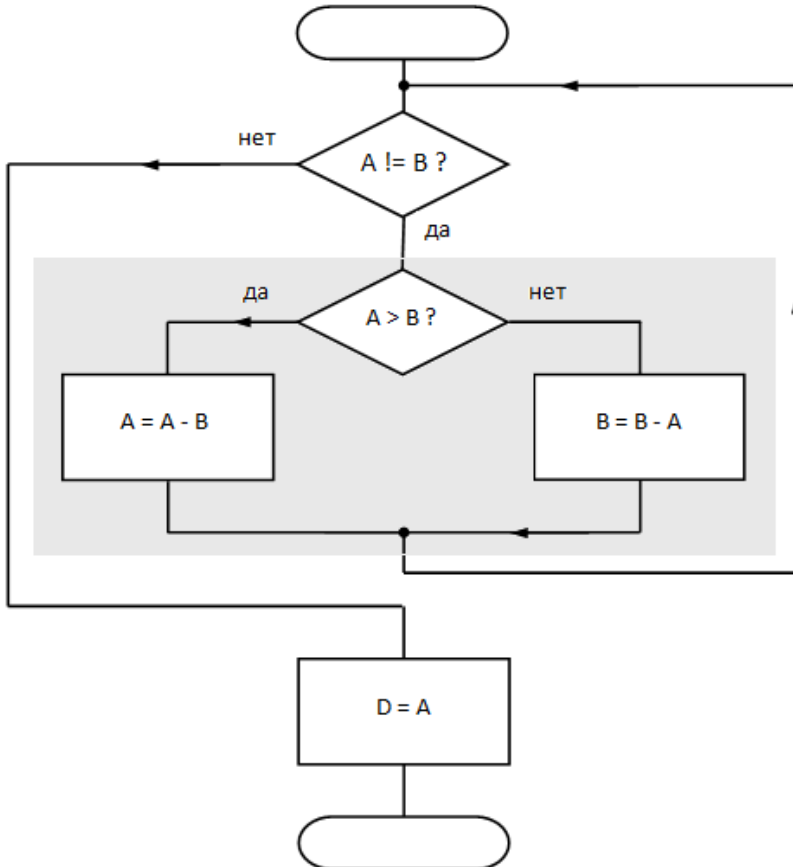 нет
A != B ?
да
да
A > B ?
нет
A = A - B
B = B - A
D = A